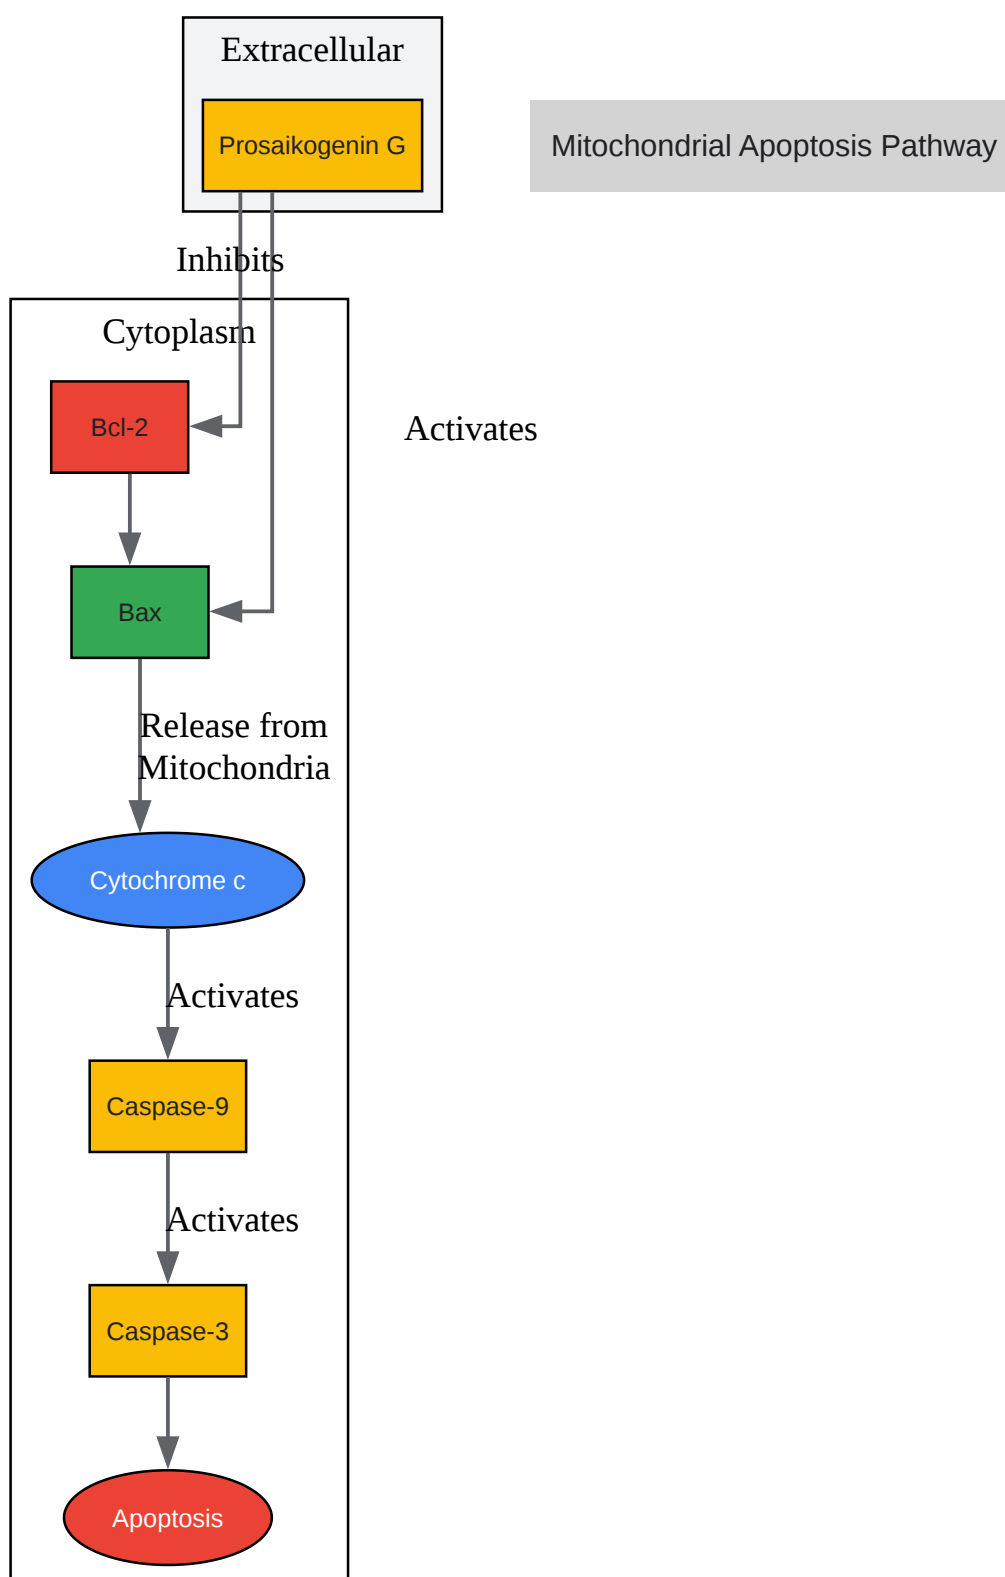 Extracellular
Prosaikogenin G
Mitochondrial Apoptosis Pathway
Inhibits
Cytoplasm
Bcl-2
Activates
Bax
Release from
Mitochondria
Cytochrome c
Activates
Caspase-9
Activates
Caspase-3
Apoptosis